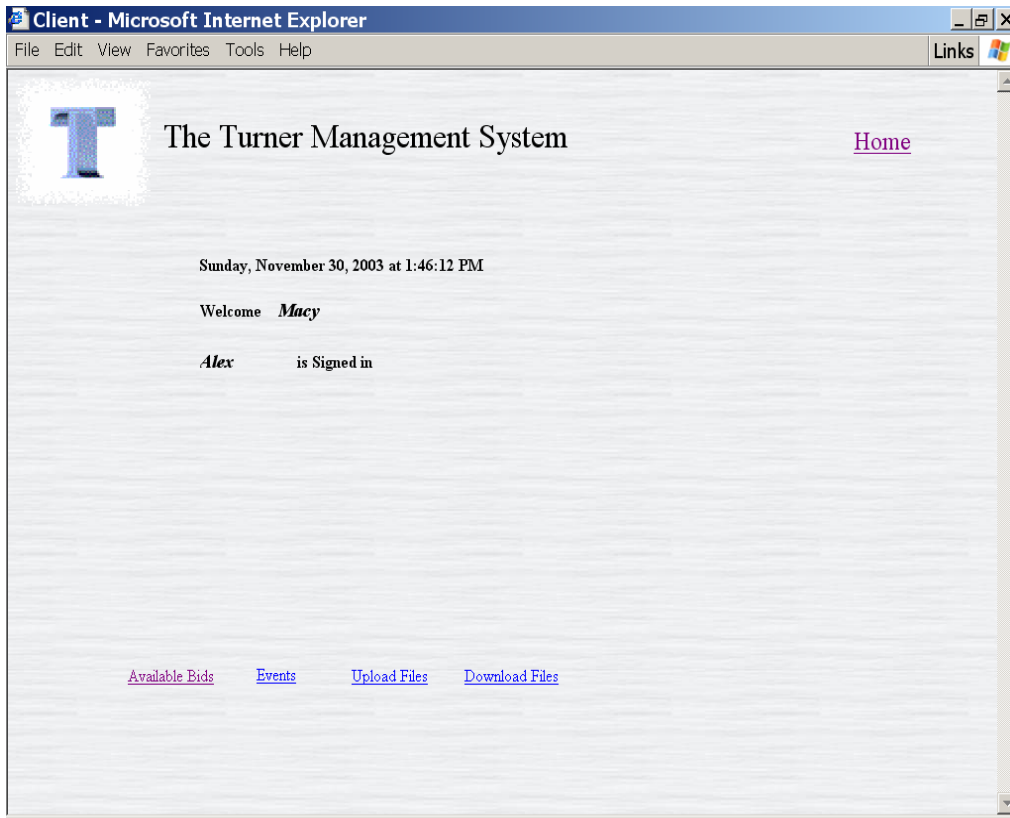 Client - Microsoft Internet Explorer
File Edit View Favorites Tools Help Links
T
The Turner Management System Home
Sunday, November 30, 2003 at 1:46:12 PM
Welcome Macy
Alex is Signed in
Available Bids Events Upload Files Download Files